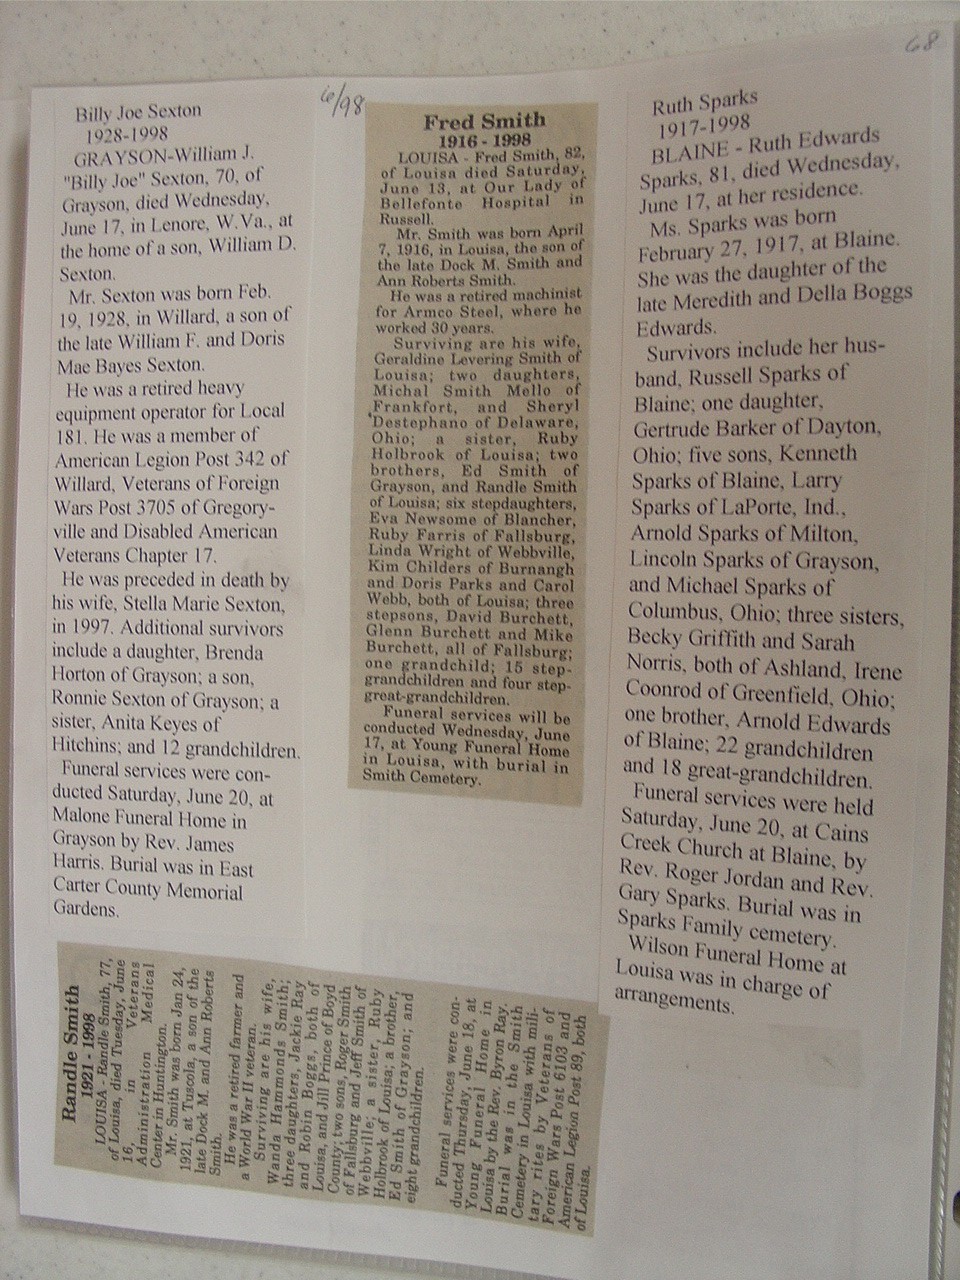 68
6/98
Billy Joe Sexton
1928-1998
GRAYSON-William J.
"Billy Joe" Sexton, 70, of
Grayson, died Wednesday,
June 17, in Lenore, W.Va., at
the home of a son, William D.
Sexton.
Mr. Sexton was born Feb.
19, 1928, in Willard, a son of
the late William F. and Doris
Mae Bayes Sexton.
He was a retired heavy
equipment operator for Local
181. He was a member of
American Legion Post 342 of
Willard, Veterans of Foreign
Wars Post 3705 of Gregory-
ville and Disabled American
Veterans Chapter 17.
He was preceded in death by
his wife, Stella Marie Sexton,
in 1997. Additional survivors
include a daughter, Brenda
Horton of Grayson; a son,
Ronnie Sexton of Grayson; a
sister, Anita Keyes of
Hitchins; and 12 grandchildren.
Funeral services were con-
ducted Saturday, June 20, at
Malone Funeral Home in
Grayson by Rev. James
Harris. Burial was in East
Carter County Memorial
Gardens.
Fred Smith
1916 - 1998
LOUISA - Fred Smith, 82,
of Louisa died Saturday,
June 13, at Our Lady of
Bellefonte Hospital in
Russell.
Mr. Smith was born April
7, 1916, in Louisa, the son of
the late Dock M. Smith and
Ann Roberts Smith.
He was a retired machinist
for Armco Steel, where he
worked 30 years.
Surviving are his wife,
Geraldine Levering Smith of
Louisa; two daughters,
Michal Smith Mello of
Frankfort, and Sheryl
Destephano of Delaware,
Ohio; a sister, Ruby
Holbrook of Louisa; two
brothers, Ed Smith of
Grayson, and Randle Smith
of Louisa; six stepdaughters,
Eva Newsome of Blancher,
Ruby Farris of Fallsburg,
Linda Wright of Webbville,
Kim Childers of Burnangh
and Doris Parks and Carol
Webb, both of Louisa; three
stepsons, David Burchett,
Glenn Burchett and Mike
Burchett, all of Fallsburg;
one grandchild; 15 step-
grandchildren and four step-
great-grandchildren.
Funeral services will be
conducted Wednesday, June
17, at Young Funeral Home
in Louisa, with burial in
Smith Cemetery.
Ruth Sparks
1917-1998
BLAINE - Ruth Edwards
Sparks, 81, died Wednesday,
June 17, at her residence.
Ms. Sparks was born
February 27, 1917, at Blaine.
She was the daughter of the
late Meredith and Della Boggs
Edwards.
Survivors include her hus-
band, Russell Sparks of
Blaine; one daughter,
Gertrude Barker of Dayton,
Ohio; five sons, Kenneth
Sparks of Blaine, Larry
Sparks of LaPorte, Ind.,
Arnold Sparks of Milton,
Lincoln Sparks of Grayson,
and Michael Sparks of
Columbus, Ohio; three sisters,
Becky Griffith and Sarah
Norris, both of Ashland, Irene
Coonrod of Greenfield, Ohio;
one brother, Arnold Edwards
of Blaine; 22 grandchildren
and 18 great-grandchildren.
Funeral services were held
Saturday, June 20, at Cains
Creek Church at Blaine, by
Rev. Roger Jordan and Rev.
Gary Sparks. Burial was in
Sparks Family cemetery.
Wilson Funeral Home at
Louisa was in charge of
arrangements.
Randle Smith
1921 - 1998
LOUISA - Randle Smith, 77,
of Louisa, died Tuesday, June
16, in Veterans
Administration Medical
Center in Huntington.
Mr. Smith was born Jan 24,
1921, at Tuscola, a son of the
late Dock M. and Ann Roberts
Smith.
He was a retired farmer and
a World War II veteran.
Surviving are his wife,
Wanda Hammonds Smith;
three daughters, Jackie Ray
and Robin Boggs, both of
Louisa, and Jill Prince of Boyd
County; two sons, Roger Smith
of Fallsburg and Jeff Smith of
Webbville; a sister, Ruby
Holbrook of Louisa; a brother,
Ed Smith of Grayson; and
eight grandchildren.
Funeral services were con-
ducted Thursday, June 18, at
Young Funeral Home in
Louisa by the Rev. Byron Ray.
Burial was in the Smith
Cemetery in Louisa with mili-
tary rites by Veterans of
Foreign Wars Post 6103 and
American Legion Post 89, both
of Louisa.